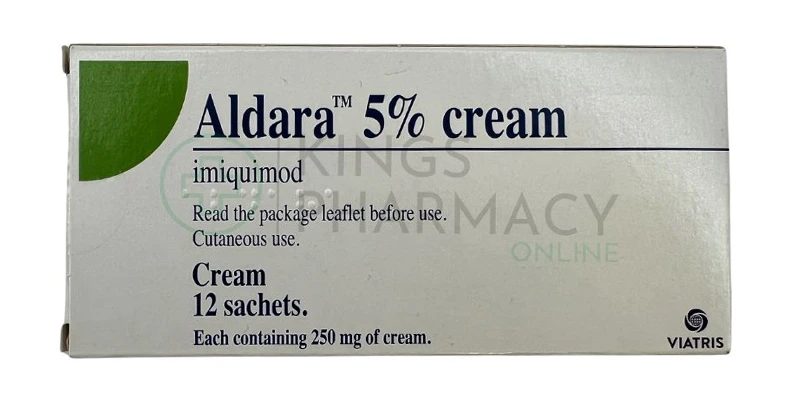 Aldara™ 5% cream
imiquimod
Read the package leaflet before use.
Cutaneous use.
Cream
12 sachets.
Each containing 250 mg of cream.
VIATRIS
KINGS
PHARMACY
ONLINE